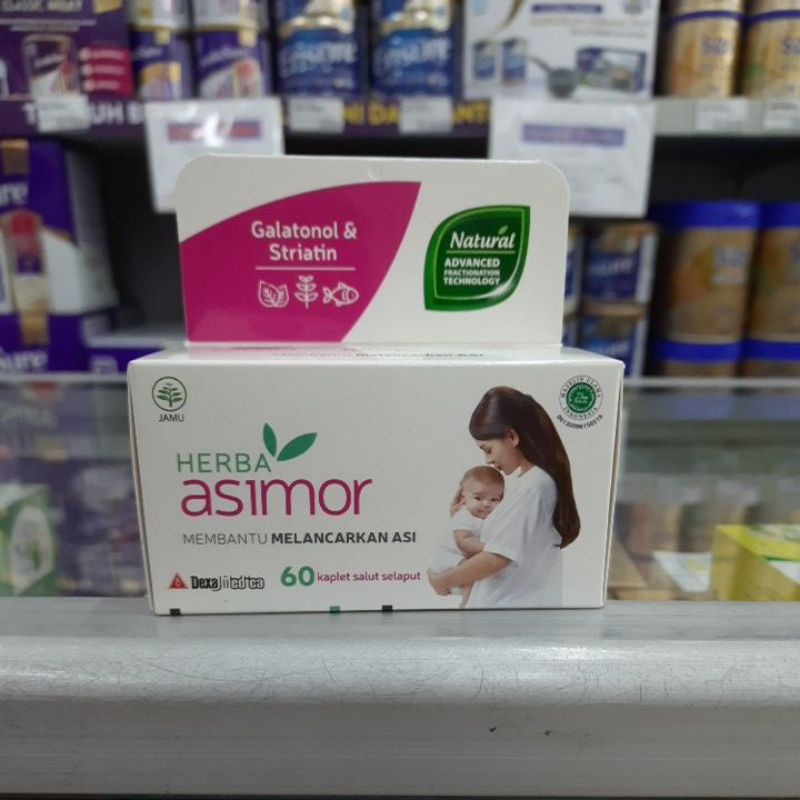 Galatonol &
Striatin
Natural
ADVANCED
FRACTIONATION
TECHNOLOGY
JAMU
HERBA
asimor
MEMBANTU MELANCARKAN ASI
Dexa Medica
60 kaplet salut selaput